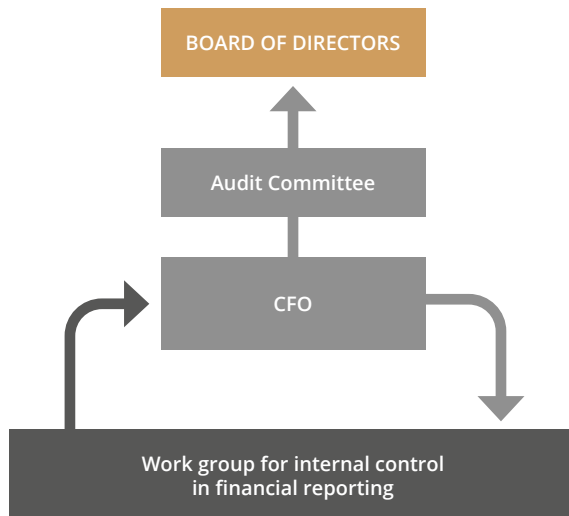 BOARD OF DIRECTORS
Audit Committee
CFO
Work group for internal control
in financial reporting